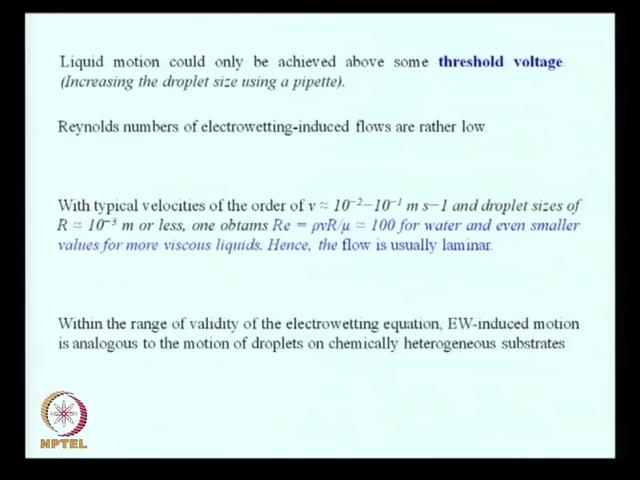 Liquid motion could only be achieved above some threshold voltage.
(Increasing the droplet size using a pipette).
Reynolds numbers of electrowetting-induced flows are rather low.
With typical velocities of the order of v ≈ 10⁻²−10⁻¹ m s−1 and droplet sizes of
R ≈ 10⁻³ m or less, one obtains Re = ρvR/μ ≈ 100 for water and even smaller
values for more viscous liquids. Hence, the flow is usually laminar.
Within the range of validity of the electrowetting equation, EW-induced motion
is analogous to the motion of droplets on chemically heterogeneous substrates
NPTEL